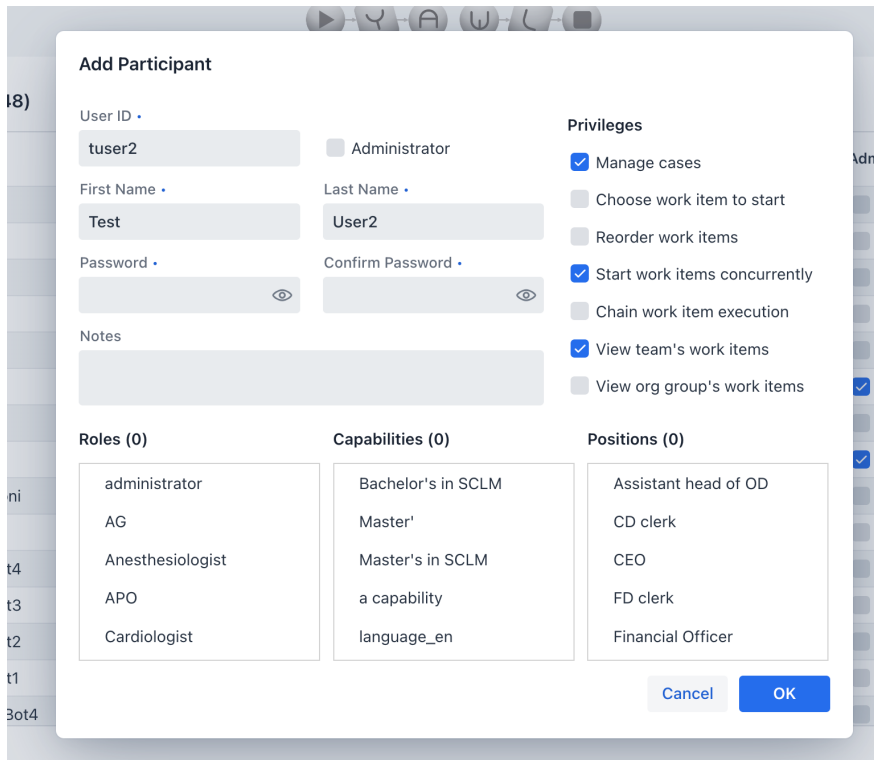 Y A W L
48)
Add Participant
User ID •
tuser2
Administrator
First Name •
Last Name •
Test
User2
Password •
Confirm Password •
Notes
Privileges
Manage cases
Choose work item to start
Reorder work items
Start work items concurrently
Chain work item execution
View team's work items
View org group's work items
Adm
Roles (0)
administrator
AG
Anesthesiologist
APO
Cardiologist
Capabilities (0)
Bachelor's in SCLM
Master'
Master's in SCLM
a capability
language_en
Positions (0)
Assistant head of OD
CD clerk
CEO
FD clerk
Financial Officer
oni
t4
t3
t2
t1
Bot4
Cancel
OK